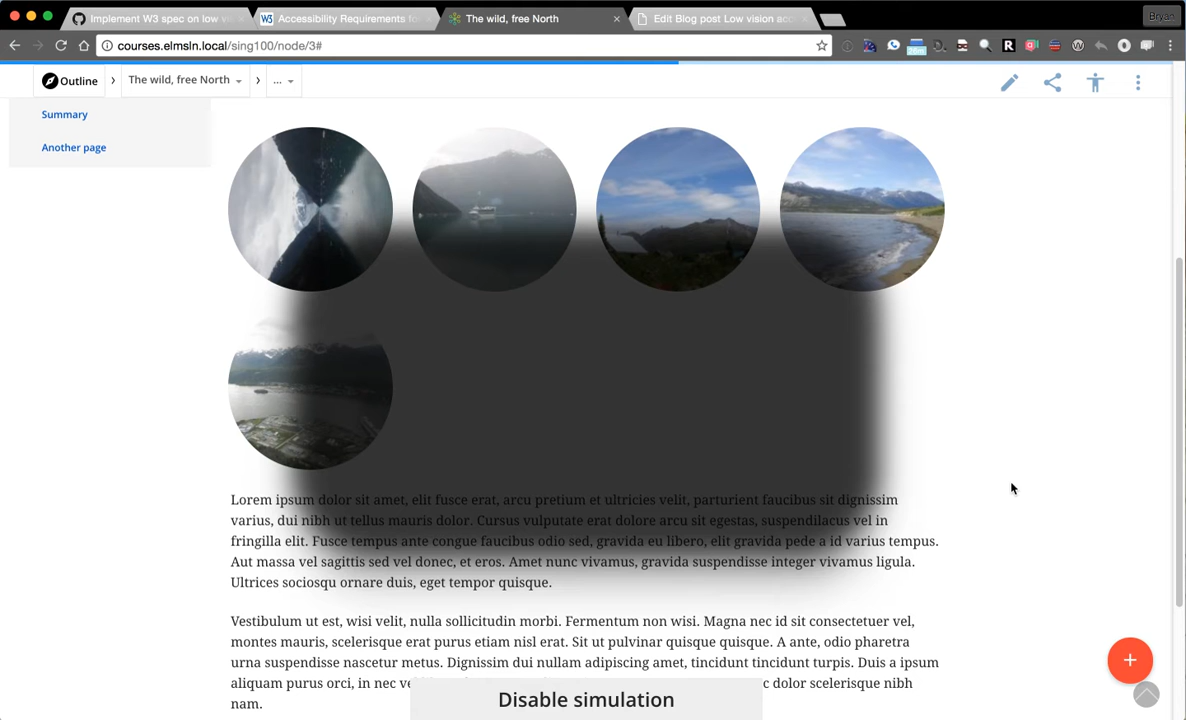 Implement W3 spec on low vi
Accessibility Requirements fo
The wild, free North
Edit Blog post Low vision acc
Bryan
courses.elmsln.local/sing100/node/3#
26m
Outline
The wild, free North
...
Summary
Another page
Lorem ipsum dolor sit amet, elit fusce erat, arcu pretium et ultricies velit, parturient faucibus sit dignissim
varius, dui nibh ut tellus mauris dolor. Cursus vulputate erat dolore arcu sit egestas, suspendilacus vel in
fringilla elit. Fusce tempus ante congue faucibus odio sed, gravida eu libero, elit gravida pede a id varius tempus.
Aut massa vel sagittis sed vel donec, et eros. Amet nunc vivamus, gravida suspendisse integer vivamus ligula.
Ultrices sociosqu ornare duis, eget tempor quisque.
Vestibulum ut est, wisi velit, nulla sollicitudin morbi. Fermentum non wisi. Magna nec id sit consectetuer vel,
montes mauris, scelerisque erat purus etiam nisl erat. Sit ut pulvinar quisque quisque. A ante, odio pharetra
urna suspendisse nascetur metus. Dignissim dui nullam adipiscing amet, tincidunt tincidunt turpis. Duis a ipsum
aliquam purus orci, in nec c dolor scelerisque nibh
nam.
Disable simulation